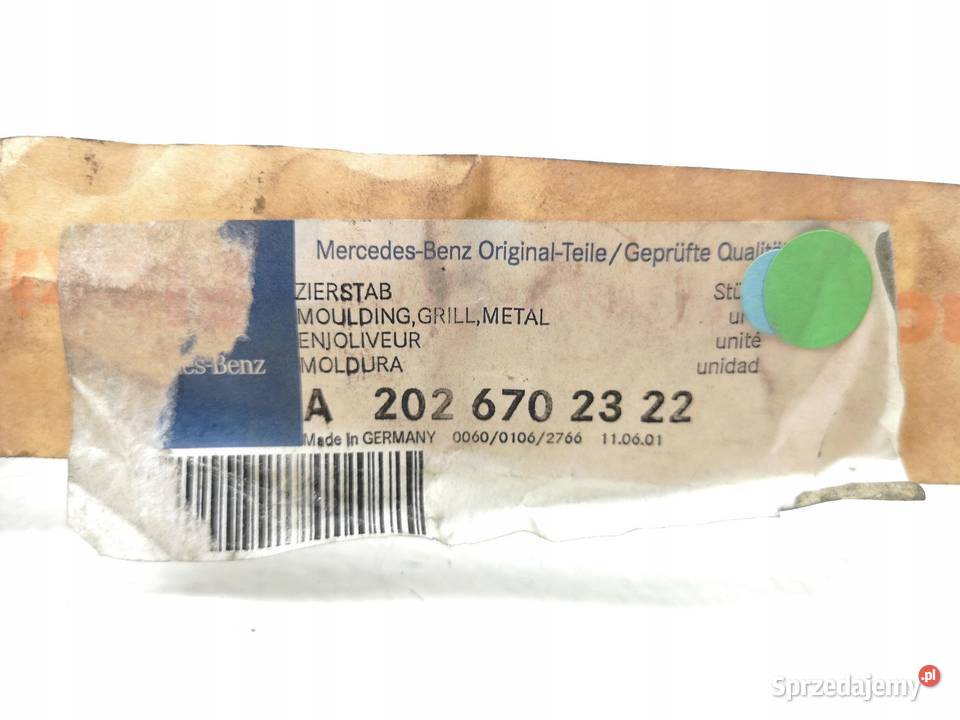 Mercedes-Benz Original-Teile/Geprüfte
ZIERSTAB
MOULDING,GRILL,METAL
ENJOLIVEUR unité
MOLDURA unidad
es-Benz
A 202 670 23 22
Made in GERMANY 0060/0106/2766 11.06.01
Sprzedajemy.pl